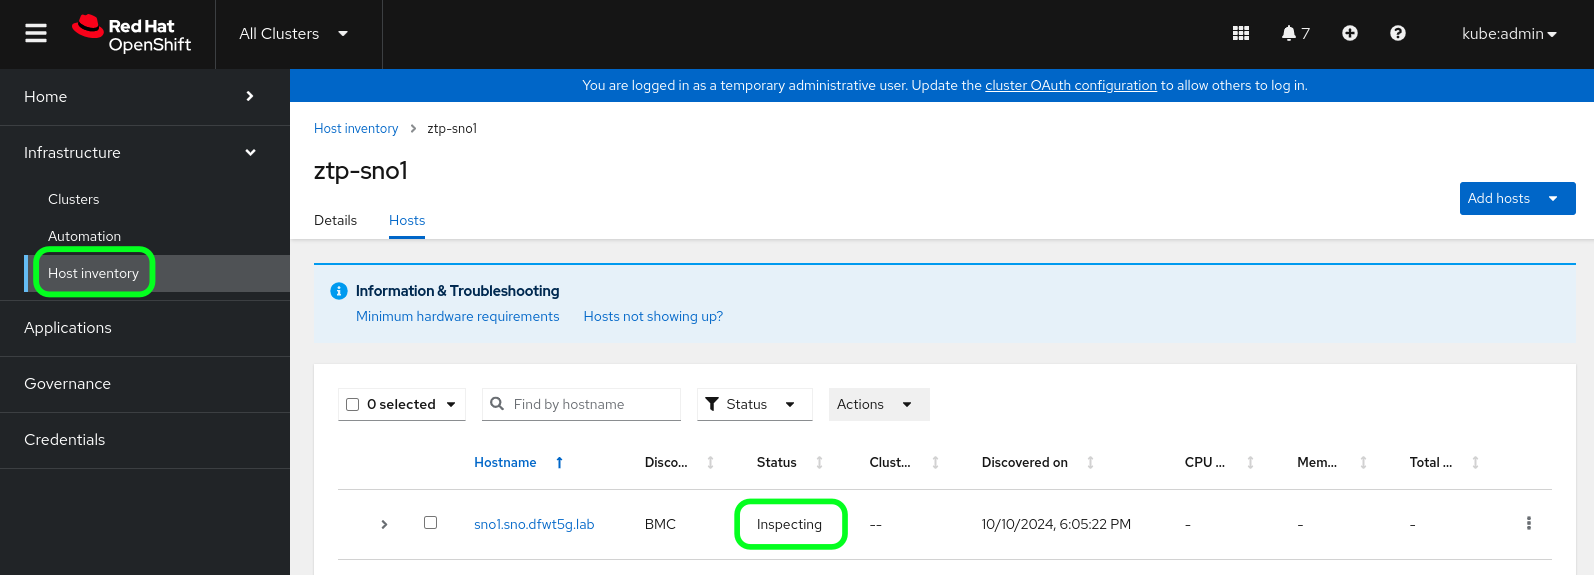 Red Hat
OpenShift
All Clusters
7
kube:admin
Home
Infrastructure
Clusters
Automation
Host inventory
Applications
Governance
Credentials
You are logged in as a temporary administrative user. Update the cluster OAuth configuration to allow others to log in.
Host inventory > ztp-sno1
ztp-sno1
Add hosts
Details Hosts
Information & Troubleshooting
Minimum hardware requirements Hosts not showing up?
0 selected Find by hostname Status Actions
Hostname Disco... Status Clust... Discovered on CPU ... Mem... Total ...
sno1.sno.dfwt5g.lab BMC Inspecting -- 10/10/2024, 6:05:22 PM - - -